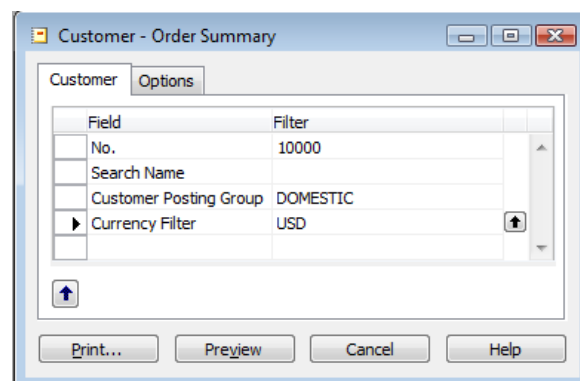 Customer - Order Summary
Customer Options
Field Filter
No. 10000
Search Name
Customer Posting Group DOMESTIC
Currency Filter USD
Print... Preview Cancel Help